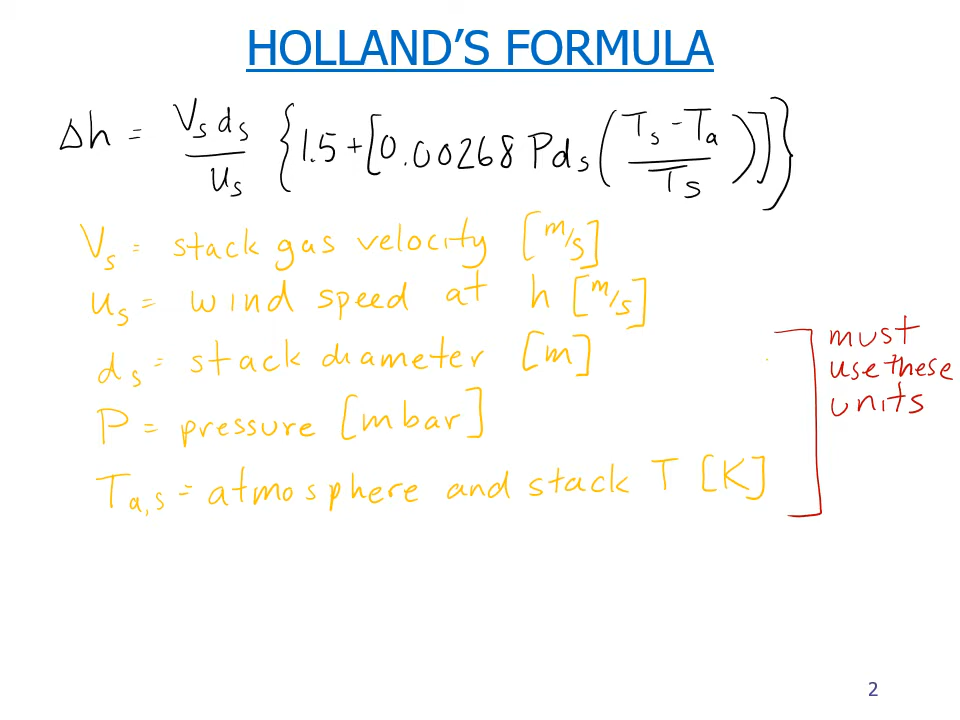 HOLLAND'S FORMULA
Δh = Vs ds / us {1.5 + [0.00268 P ds (Ts - Ta / Ts)]}
Vs = stack gas velocity [m/s]
us = wind speed at h [m/s]
ds = stack diameter [m]
P = pressure [mbar]
Ta,s = atmosphere and stack T [K]
must
use these
units
2